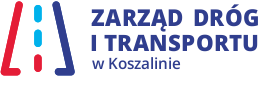 ZARZĄD DRÓG
I TRANSPORTU
w Koszalinie